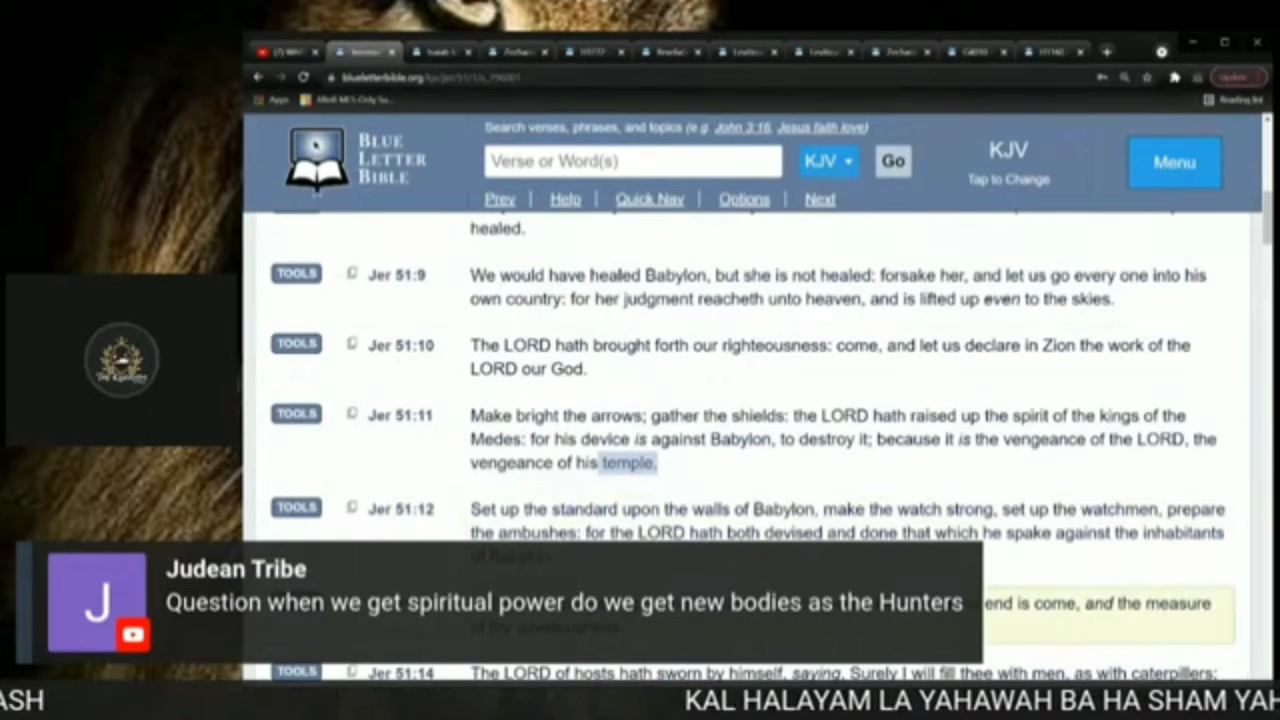 blueletterbible.org
Apps
Reading list
BLUE
LETTER
BIBLE
Search verses, phrases, and topics (e.g. John 3:16, Jesus faith love)
Verse or Word(s)
KJV
Go
KJV
Tap to Change
Menu
Prev | Help | Quick Nav | Options | Next
healed.
TOOLS Jer 51:9 We would have healed Babylon, but she is not healed: forsake her, and let us go every one into his
own country: for her judgment reacheth unto heaven, and is lifted up even to the skies.
TOOLS Jer 51:10 The LORD hath brought forth our righteousness: come, and let us declare in Zion the work of the
LORD our God.
TOOLS Jer 51:11 Make bright the arrows; gather the shields: the LORD hath raised up the spirit of the kings of the
Medes: for his device is against Babylon, to destroy it; because it is the vengeance of the LORD, the
vengeance of his temple.
TOOLS Jer 51:12 Set up the standard upon the walls of Babylon, make the watch strong, set up the watchmen, prepare
the ambushes: for the LORD hath both devised and done that which he spake against the inhabitants
of Babylon.
end is come, and the measure
of thy covetousness.
J
Judean Tribe
Question when we get spiritual power do we get new bodies as the Hunters
TOOLS Jer 51:14 The LORD of hosts hath sworn by himself, saying, Surely I will fill thee with men, as with caterpillers;
ASH KAL HALAYAM LA YAHAWAH BA HA SHAM YAH